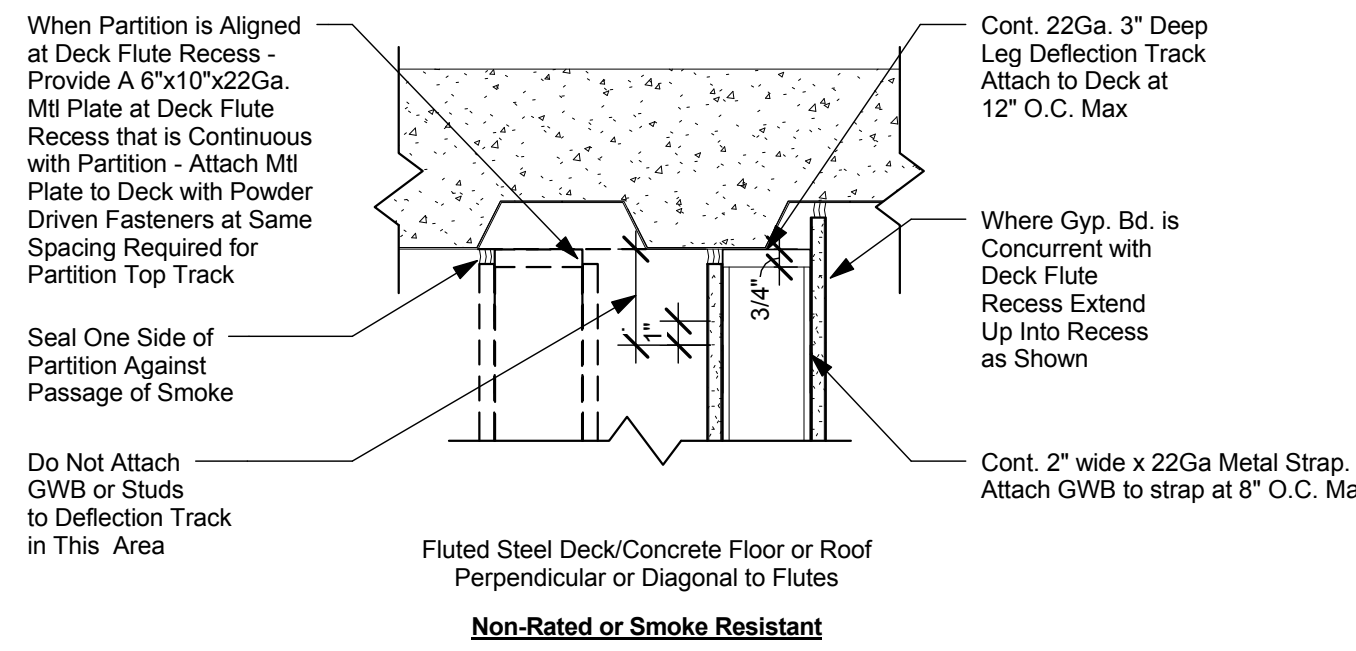 When Partition is Aligned
at Deck Flute Recess -
Provide A 6"x10"x22Ga.
Mtl Plate at Deck Flute
Recess that is Continuous
with Partition - Attach Mtl
Plate to Deck with Powder
Driven Fasteners at Same
Spacing Required for
Partition Top Track
Seal One Side of
Partition Against
Passage of Smoke
Do Not Attach
GWB or Studs
to Deflection Track
in This Area
1"
3/4"
Cont. 22Ga. 3" Deep
Leg Deflection Track
Attach to Deck at
12" O.C. Max
Where Gyp. Bd. is
Concurrent with
Deck Flute
Recess Extend
Up Into Recess
as Shown
Cont. 2" wide x 22Ga Metal Strap.
Attach GWB to strap at 8" O.C. Ma
Fluted Steel Deck/Concrete Floor or Roof
Perpendicular or Diagonal to Flutes
Non-Rated or Smoke Resistant